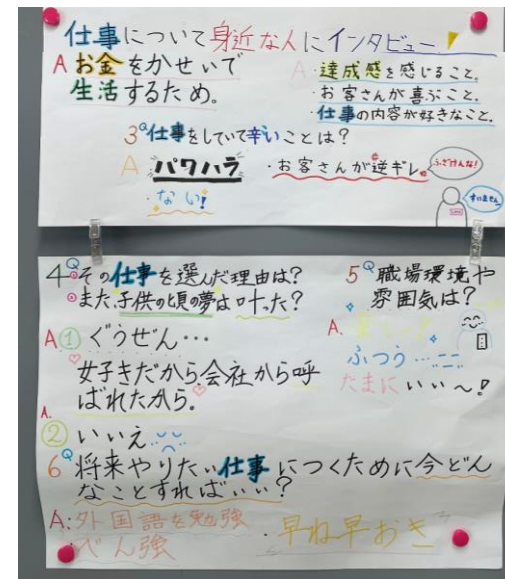 仕事について身近な人にインタビュー!
A お金をかせいで
生活するため。
A ・達成感を感じること。
・お客さんが喜ぶこと。
・仕事の内容が好きなこと。
3Q仕事をしていて辛いことは?
A パワハラ
・お客さんが逆ギレ。
ふざけんな!
すいません
・ない!
4Qその仕事を選んだ理由は?
また、子供の頃の夢は叶った?
A① ぐうぜん…
好きだから会社から呼
ばれたから。
A.
② いいえ
5Q職場環境や
雰囲気は?
A.
ふつう…
たまにいい~!
6Q将来やりたい仕事につくために今どん
なことすればいい?
A:外国語を勉強
べん強
・早ね早おき